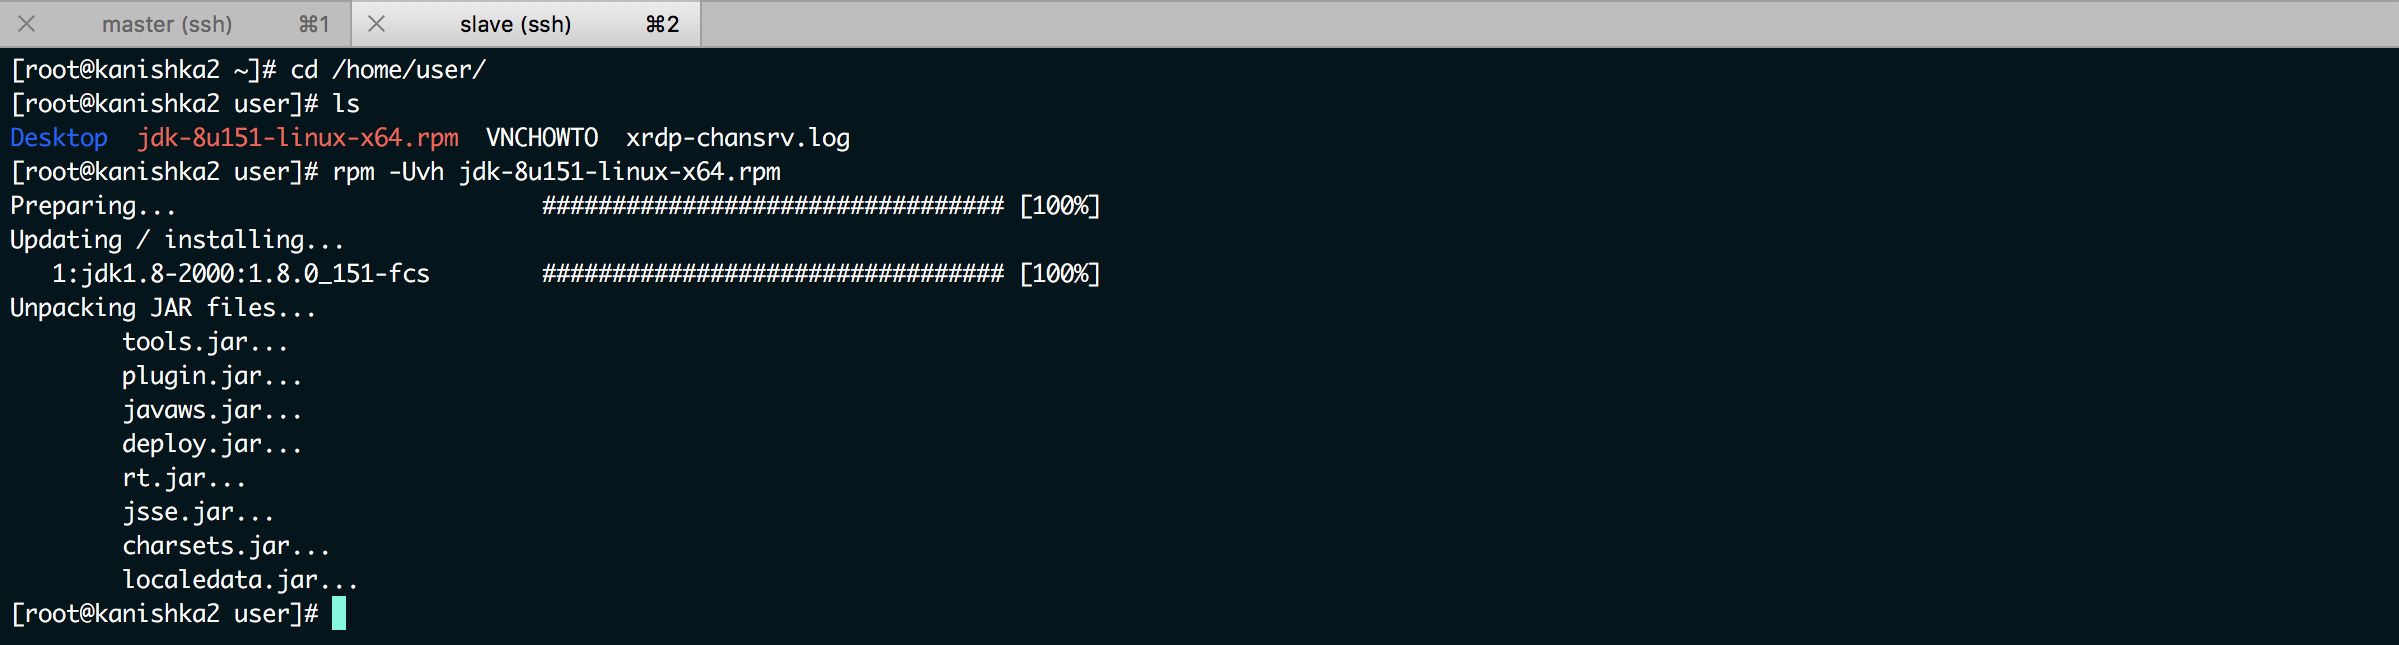 master (ssh) ⌘1 slave (ssh) ⌘2
[root@kanishka2 ~]# cd /home/user/
[root@kanishka2 user]# ls
Desktop  jdk-8u151-linux-x64.rpm  VNCHOWTO  xrdp-chansrv.log
[root@kanishka2 user]# rpm -Uvh jdk-8u151-linux-x64.rpm
Preparing...                          ################################# [100%]
Updating / installing...
   1:jdk1.8-2000:1.8.0_151-fcs        ################################# [100%]
Unpacking JAR files...
        tools.jar...
        plugin.jar...
        javaws.jar...
        deploy.jar...
        rt.jar...
        jsse.jar...
        charsets.jar...
        localedata.jar...
[root@kanishka2 user]#